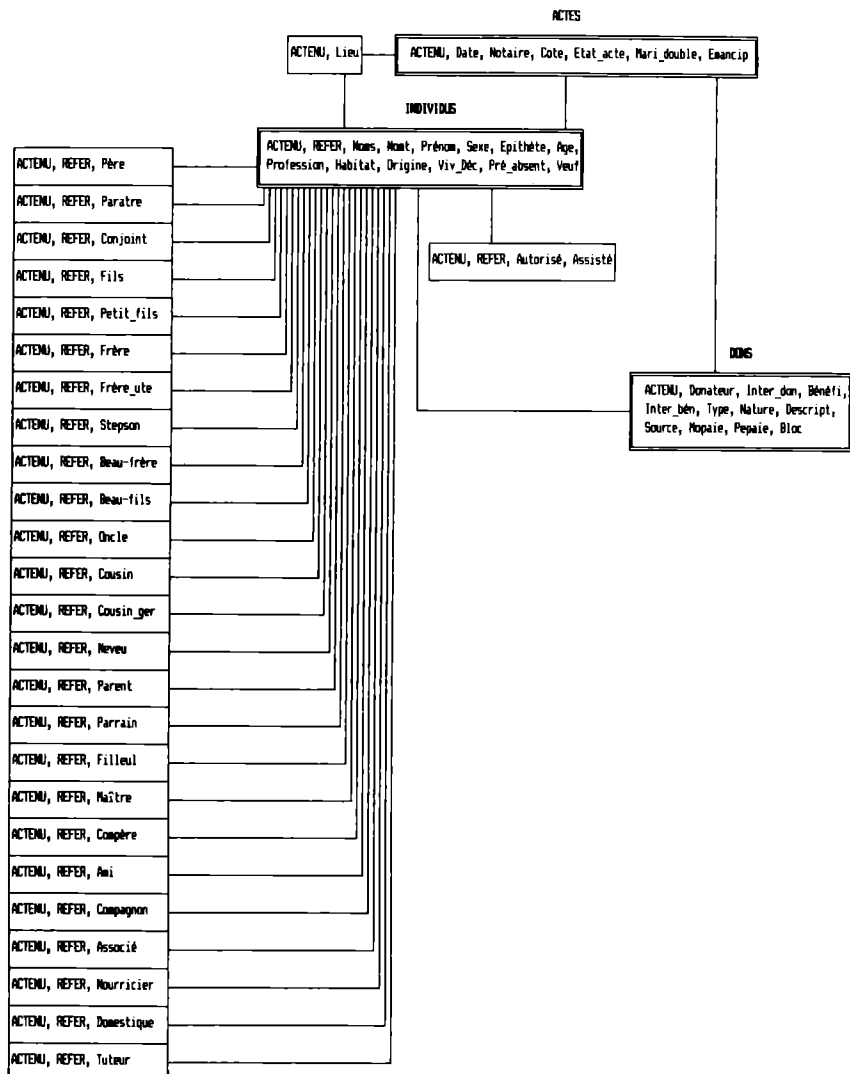 ACTES
ACTENU, Lieu
ACTENU, Date, Notaire, Cote, Etat_acte, Mari_double, Emancip
INDIVIDUS
ACTENU, REFER, Noms, Nomt, Prénom, Sexe, Epithète, Age,
Profession, Habitat, Origine, Viv_Déc, Pré_absent, Veuf
ACTENU, REFER, Père
ACTENU, REFER, Paratre
ACTENU, REFER, Conjoint
ACTENU, REFER, Autorisé, Assisté
ACTENU, REFER, Fils
ACTENU, REFER, Petit_fils
ACTENU, REFER, Frère
DONS
ACTENU, REFER, Frère_ute
ACTENU, Donateur, Inter_don, Bénéfi,
Inter_bén, Type, Nature, Descript,
Source, Mopaie, Pepaie, Bloc
ACTENU, REFER, Stepson
ACTENU, REFER, Beau-frère
ACTENU, REFER, Beau-fils
ACTENU, REFER, Oncle
ACTENU, REFER, Cousin
ACTENU, REFER, Cousin_ger
ACTENU, REFER, Neveu
ACTENU, REFER, Parent
ACTENU, REFER, Parrain
ACTENU, REFER, Filleul
ACTENU, REFER, Maître
ACTENU, REFER, Compère
ACTENU, REFER, Ami
ACTENU, REFER, Compagnon
ACTENU, REFER, Associé
ACTENU, REFER, Nourricier
ACTENU, REFER, Domestique
ACTENU, REFER, Tuteur